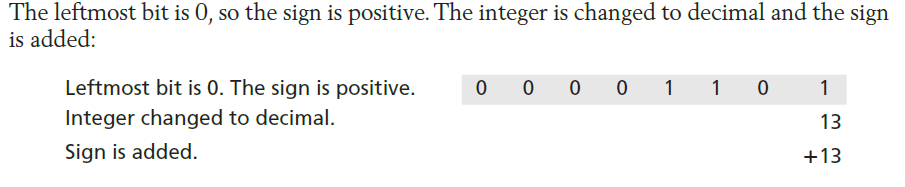 The leftmost bit is 0, so the sign is positive. The integer is changed to decimal and the sign
is added:
Leftmost bit is 0. The sign is positive. 0 0 0 0 1 1 0 1
Integer changed to decimal. 13
Sign is added. +13